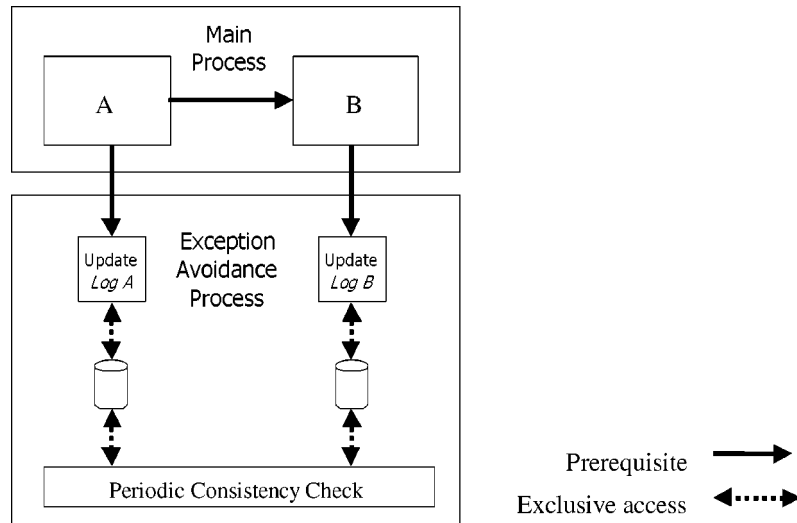 Main
Process
A
B
Exception
Avoidance
Process
Update
Log A
Update
Log B
Periodic Consistency Check
Prerequisite
Exclusive access